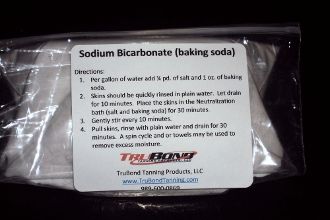 Sodium Bicarbonate (baking soda)
Directions:
1. Per gallon of water add ¼ pd. of salt and 1 oz. of baking
soda.
2. Skins should be quickly rinsed in plain water. Let drain
for 10 minutes. Place the skins in the Neutralization
bath (salt and baking soda) for 30 minutes.
3. Gently stir every 10 minutes.
4. Pull skins, rinse with plain water and drain for 30
minutes. A spin cycle and or towels may be used to
remove excess moisture.
TRUBOND
TruBond Tanning Products, LLC
www.TruBondTanning.com